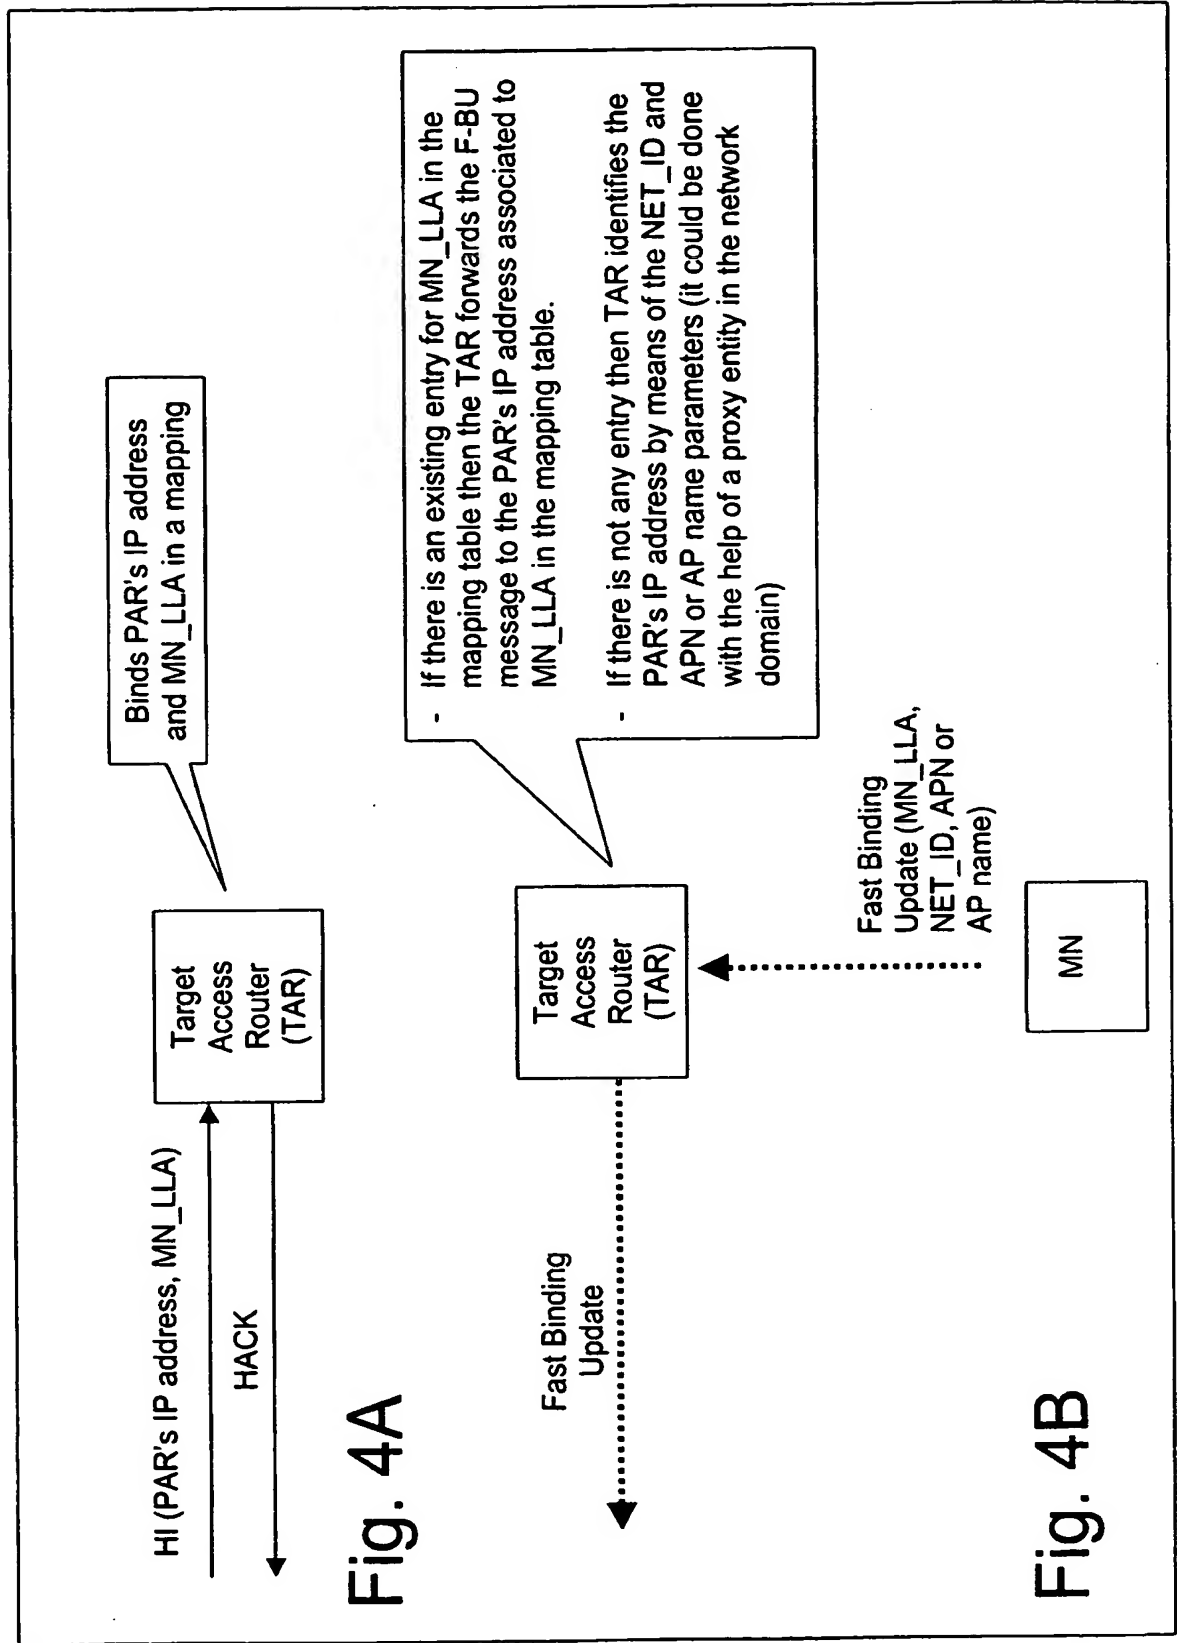 HI (PAR's IP address, MN_LLA)
HACK
Target
Access
Router
(TAR)
Binds PAR's IP address
and MN_LLA in a mapping
Fig. 4A
Fast Binding
Update
Target
Access
Router
(TAR)
- If there is an existing entry for MN_LLA in the
mapping table then the TAR forwards the F-BU
message to the PAR's IP address associated to
MN_LLA in the mapping table.
- If there is not any entry then TAR identifies the
PAR's IP address by means of the NET_ID and
APN or AP name parameters (it could be done
with the help of a proxy entity in the network
domain)
Fast Binding
Update (MN_LLA,
NET_ID, APN or
AP name)
MN
Fig. 4B